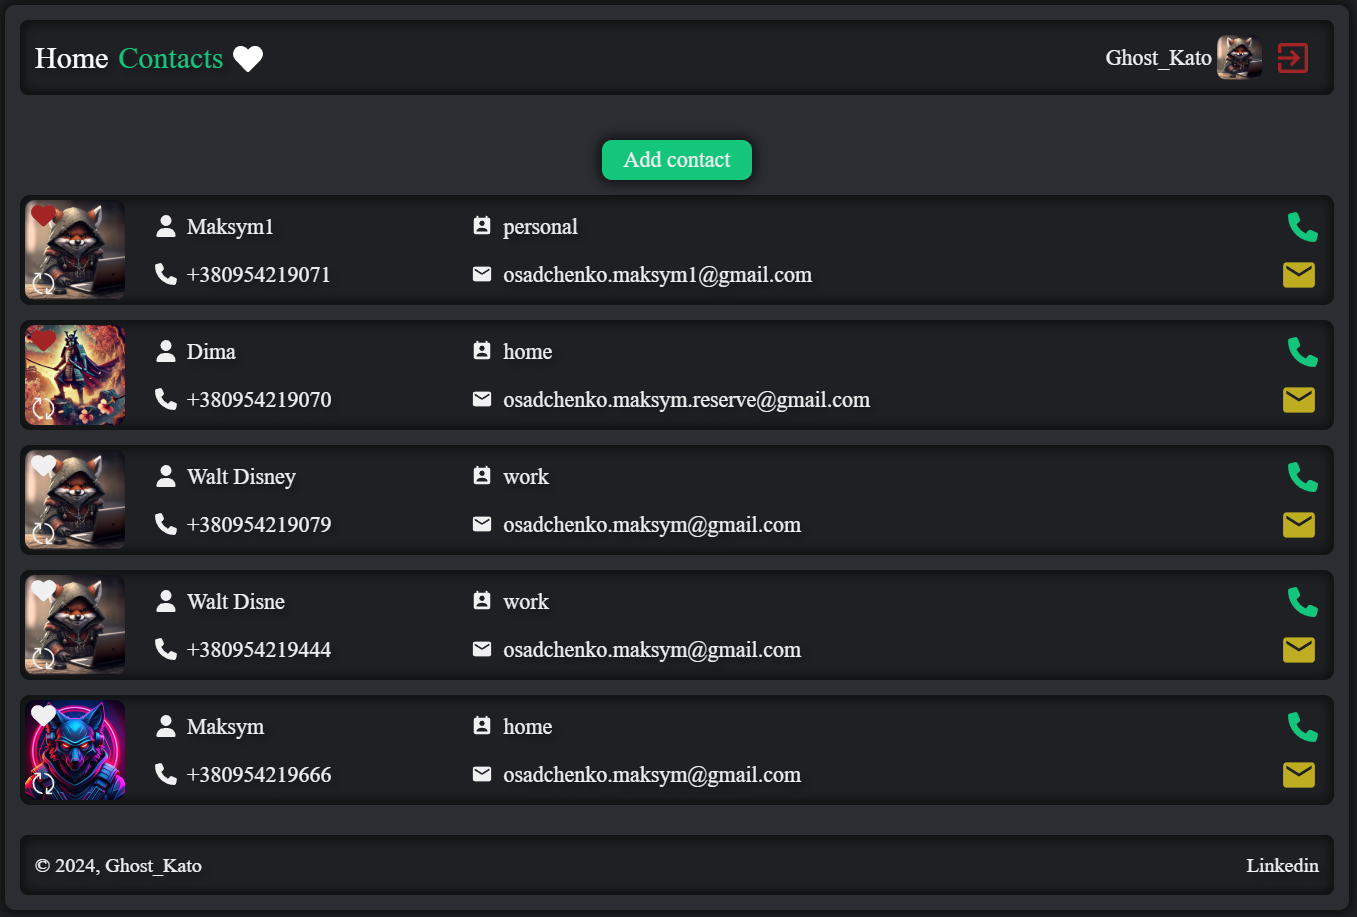 Home Contacts
Ghost_Kato
Add contact
Maksym1
personal
+380954219071
osadchenko.maksym1@gmail.com
Dima
home
+380954219070
osadchenko.maksym.reserve@gmail.com
Walt Disney
work
+380954219079
osadchenko.maksym@gmail.com
Walt Disne
work
+380954219444
osadchenko.maksym@gmail.com
Maksym
home
+380954219666
osadchenko.maksym@gmail.com
© 2024, Ghost_Kato
Linkedin